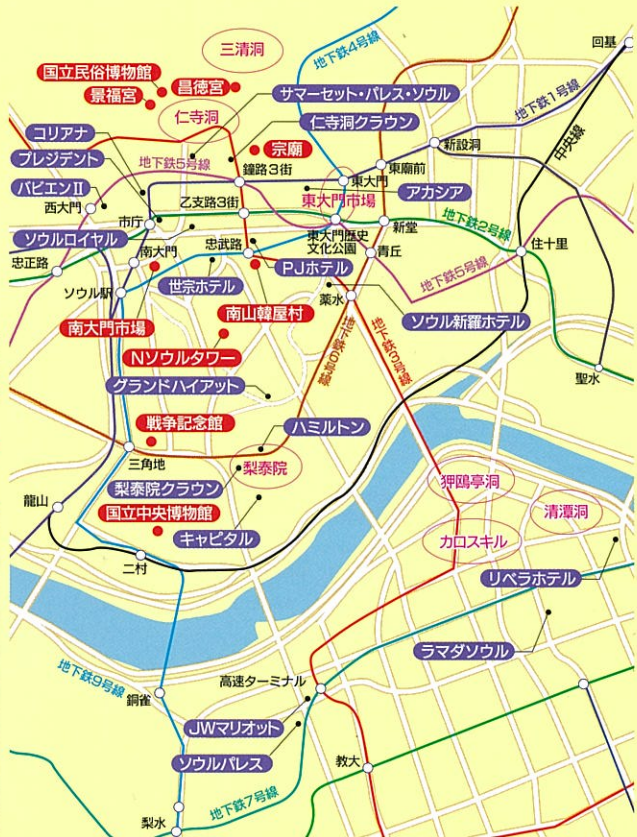 三清洞
地下鉄4号線
回基
国立民俗博物館
昌徳宮
景福宮
サマーセット・パレス・ソウル
地下鉄1号線
仁寺洞
仁寺洞クラウン
コリアナ
宗廟
新設洞
中央線
プレジデント
地下鉄5号線
鐘路3街
東廟前
東大門
バビエンⅡ
アカシア
西大門
乙支路3街
東大門市場
市庁
地下鉄2号線
ソウルロイヤル
東大門歴史
文化公園
新堂
忠正路
南大門
忠武路
青丘
住十里
PJホテル
地下鉄5号線
世宗ホテル
ソウル駅
薬水
南大門市場
南山韓屋村
ソウル新羅ホテル
Nソウルタワー
地下鉄6号線
地下鉄3号線
聖水
グランドハイアット
戦争記念館
ハミルトン
三角地
梨泰院
狎鴎亭洞
梨泰院クラウン
龍山
清潭洞
国立中央博物館
キャピタル
カロスキル
二村
リベラホテル
ラマダソウル
地下鉄9号線
高速ターミナル
銅雀
JWマリオット
ソウルパレス
教大
地下鉄7号線
梨水